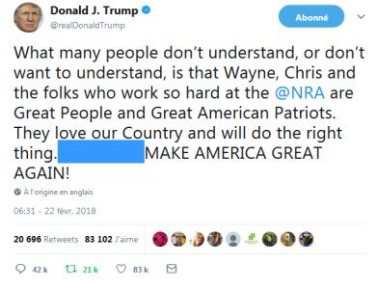 Donald J. Trump
@realDonaldTrump
Abonné
What many people don't understand, or don't
want to understand, is that Wayne, Chris and
the folks who work so hard at the @NRA are
Great People and Great American Patriots.
They love our Country and will do the right
thing. MAKE AMERICA GREAT
AGAIN!
À l'origine en anglais
06:31 - 22 févr. 2018
20 696 Retweets 83 102 J'aime
42 k 21 k 83 k